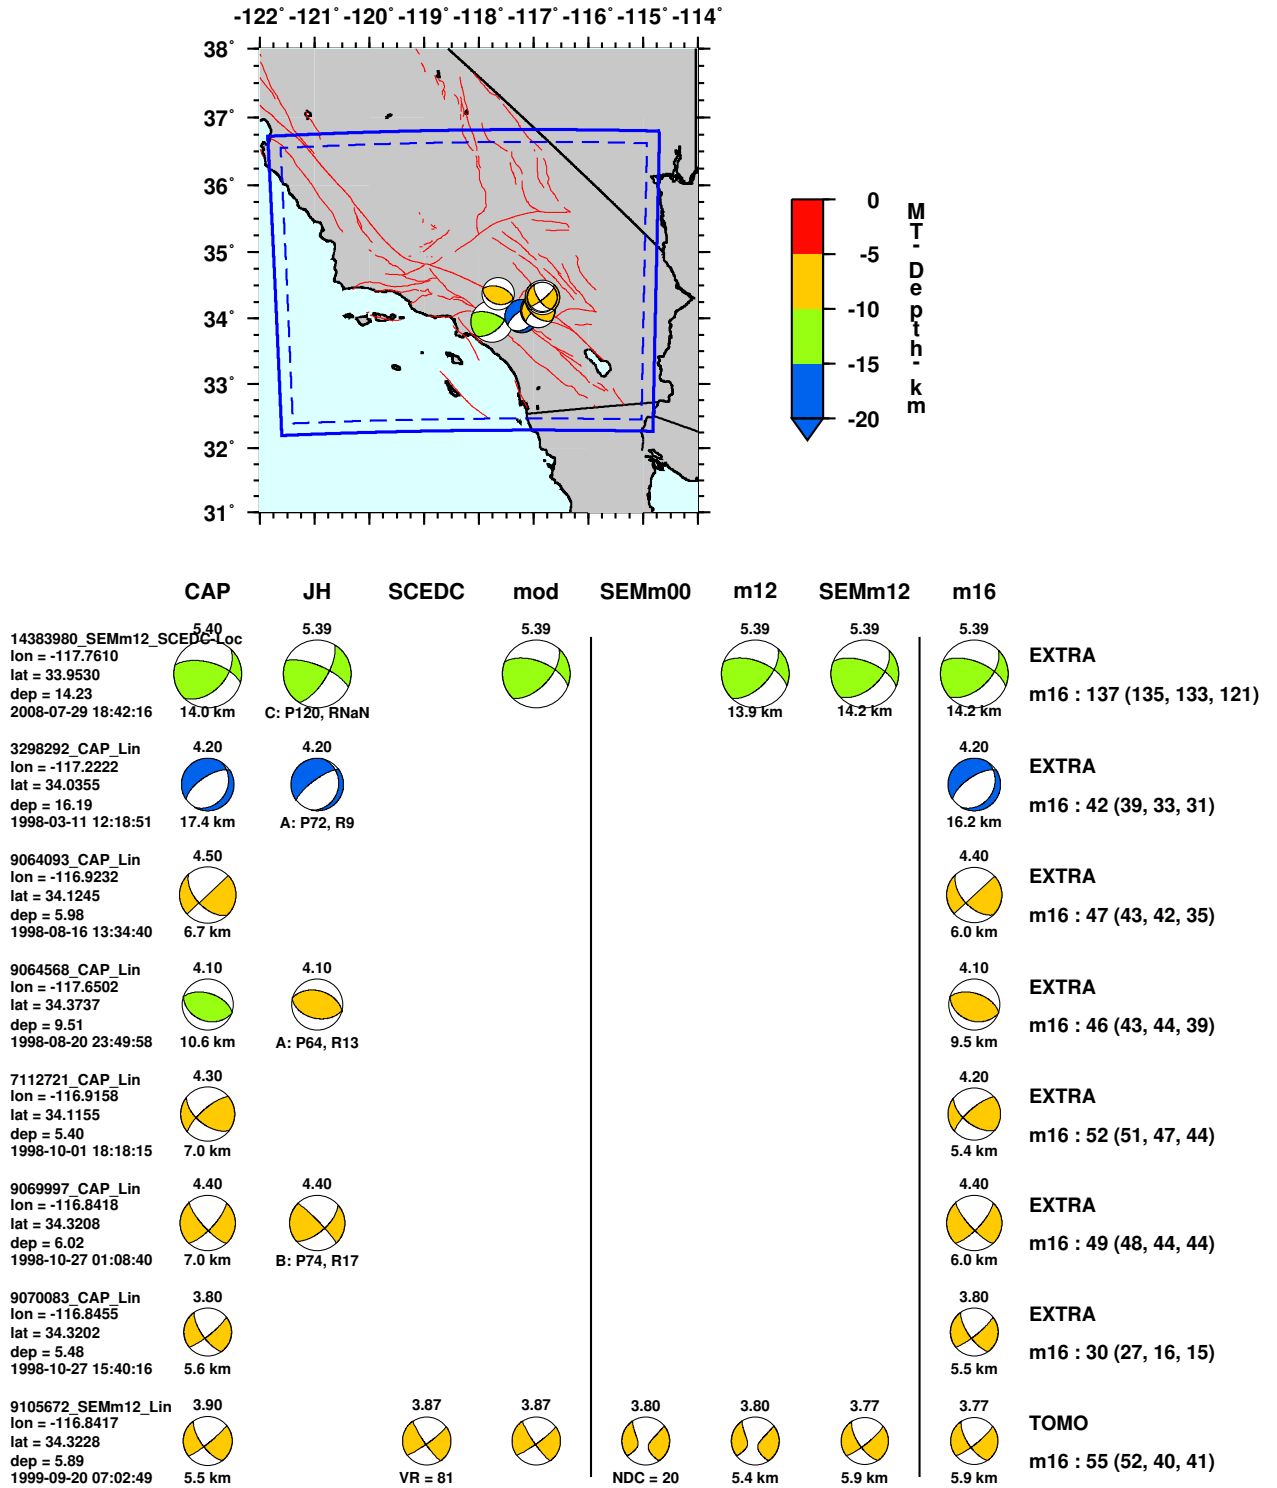 -122° -121° -120° -119° -118° -117° -116° -115° -114°
38°
37°
36°
35°
34°
33°
32°
31°
0
-5
-10
-15
-20
MT-Depth-km
CAP JH SCEDC mod SEMm00 m12 SEMm12 m16
5.40 5.39 5.39 5.39 5.39 5.39
14383980_SEMm12_SCEDC-Loc
lon = -117.7610
lat = 33.9530
dep = 14.23
2008-07-29 18:42:16
14.0 km C: P120, RNaN 13.9 km 14.2 km 14.2 km
EXTRA
m16 : 137 (135, 133, 121)
3298292_CAP_Lin
4.20 4.20 4.20
lon = -117.2222
lat = 34.0355
dep = 16.19
1998-03-11 12:18:51
17.4 km A: P72, R9 16.2 km
EXTRA
m16 : 42 (39, 33, 31)
9064093_CAP_Lin
4.50 4.40
lon = -116.9232
lat = 34.1245
dep = 5.98
1998-08-16 13:34:40
6.7 km 6.0 km
EXTRA
m16 : 47 (43, 42, 35)
9064568_CAP_Lin
4.10 4.10 4.10
lon = -117.6502
lat = 34.3737
dep = 9.51
1998-08-20 23:49:58
10.6 km A: P64, R13 9.5 km
EXTRA
m16 : 46 (43, 44, 39)
7112721_CAP_Lin
4.30 4.20
lon = -116.9158
lat = 34.1155
dep = 5.40
1998-10-01 18:18:15
7.0 km 5.4 km
EXTRA
m16 : 52 (51, 47, 44)
9069997_CAP_Lin
4.40 4.40 4.40
lon = -116.8418
lat = 34.3208
dep = 6.02
1998-10-27 01:08:40
7.0 km B: P74, R17 6.0 km
EXTRA
m16 : 49 (48, 44, 44)
9070083_CAP_Lin
3.80 3.80
lon = -116.8455
lat = 34.3202
dep = 5.48
1998-10-27 15:40:16
5.6 km 5.5 km
EXTRA
m16 : 30 (27, 16, 15)
9105672_SEMm12_Lin
3.90 3.87 3.87 3.80 3.80 3.77 3.77
lon = -116.8417
lat = 34.3228
dep = 5.89
1999-09-20 07:02:49
5.5 km VR = 81 NDC = 20 5.4 km 5.9 km 5.9 km
TOMO
m16 : 55 (52, 40, 41)